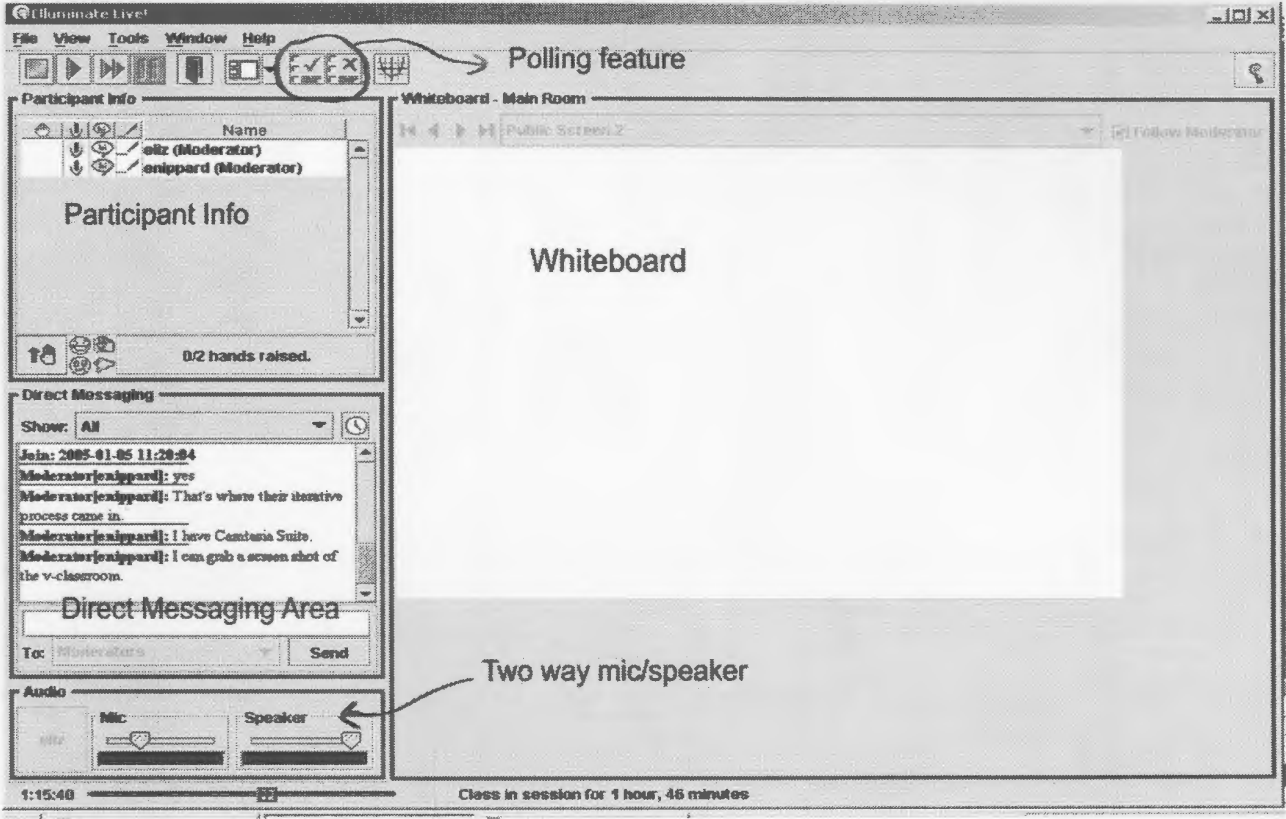 Elluminate Live!
File View Tools Window Help
Polling feature
Participant Info
Name
eliz (Moderator)
enippard (Moderator)
Participant Info
0/2 hands raised.
Direct Messaging
Show: All
Join: 2005-01-05 11:20:04
Moderator[enippard]: yes
Moderator[enippard]: That's where their iterative
process came in.
Moderator[enippard]: I have Camtasia Suite.
Moderator[enippard]: I can grab a screen shot of
the v-classroom.
Direct Messaging Area
To: Moderators Send
Audio
Mic Speaker
eliz
Two way mic/speaker
Whiteboard - Main Room
Public Screen 2 Follow Moderator
Whiteboard
1:15:40 Class in session for 1 hour, 46 minutes